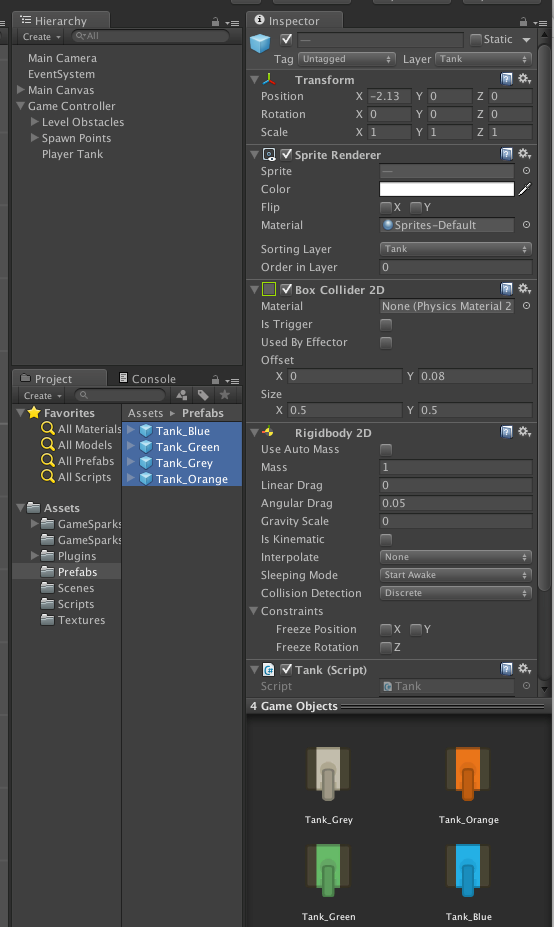 Hierarchy
Create
All
Main Camera
EventSystem
Main Canvas
Game Controller
Level Obstacles
Spawn Points
Player Tank
Project
Console
Create
Favorites
All Materials
All Models
All Prefabs
All Scripts
Assets
GameSparks
GameSparks
Plugins
Prefabs
Scenes
Scripts
Textures
Assets ▸ Prefabs
Tank_Blue
Tank_Green
Tank_Grey
Tank_Orange
Inspector
— Static
Tag Untagged Layer Tank
Transform
Position X -2.13 Y 0 Z 0
Rotation X 0 Y 0 Z 0
Scale X 1 Y 1 Z 1
Sprite Renderer
Sprite —
Color
Flip X Y
Material Sprites-Default
Sorting Layer Tank
Order in Layer 0
Box Collider 2D
Material None (Physics Material 2
Is Trigger
Used By Effector
Offset
X 0 Y 0.08
Size
X 0.5 Y 0.5
Rigidbody 2D
Use Auto Mass
Mass 1
Linear Drag 0
Angular Drag 0.05
Gravity Scale 0
Is Kinematic
Interpolate None
Sleeping Mode Start Awake
Collision Detection Discrete
Constraints
Freeze Position X Y
Freeze Rotation Z
Tank (Script)
Script Tank
4 Game Objects
Tank_Grey
Tank_Orange
Tank_Green
Tank_Blue